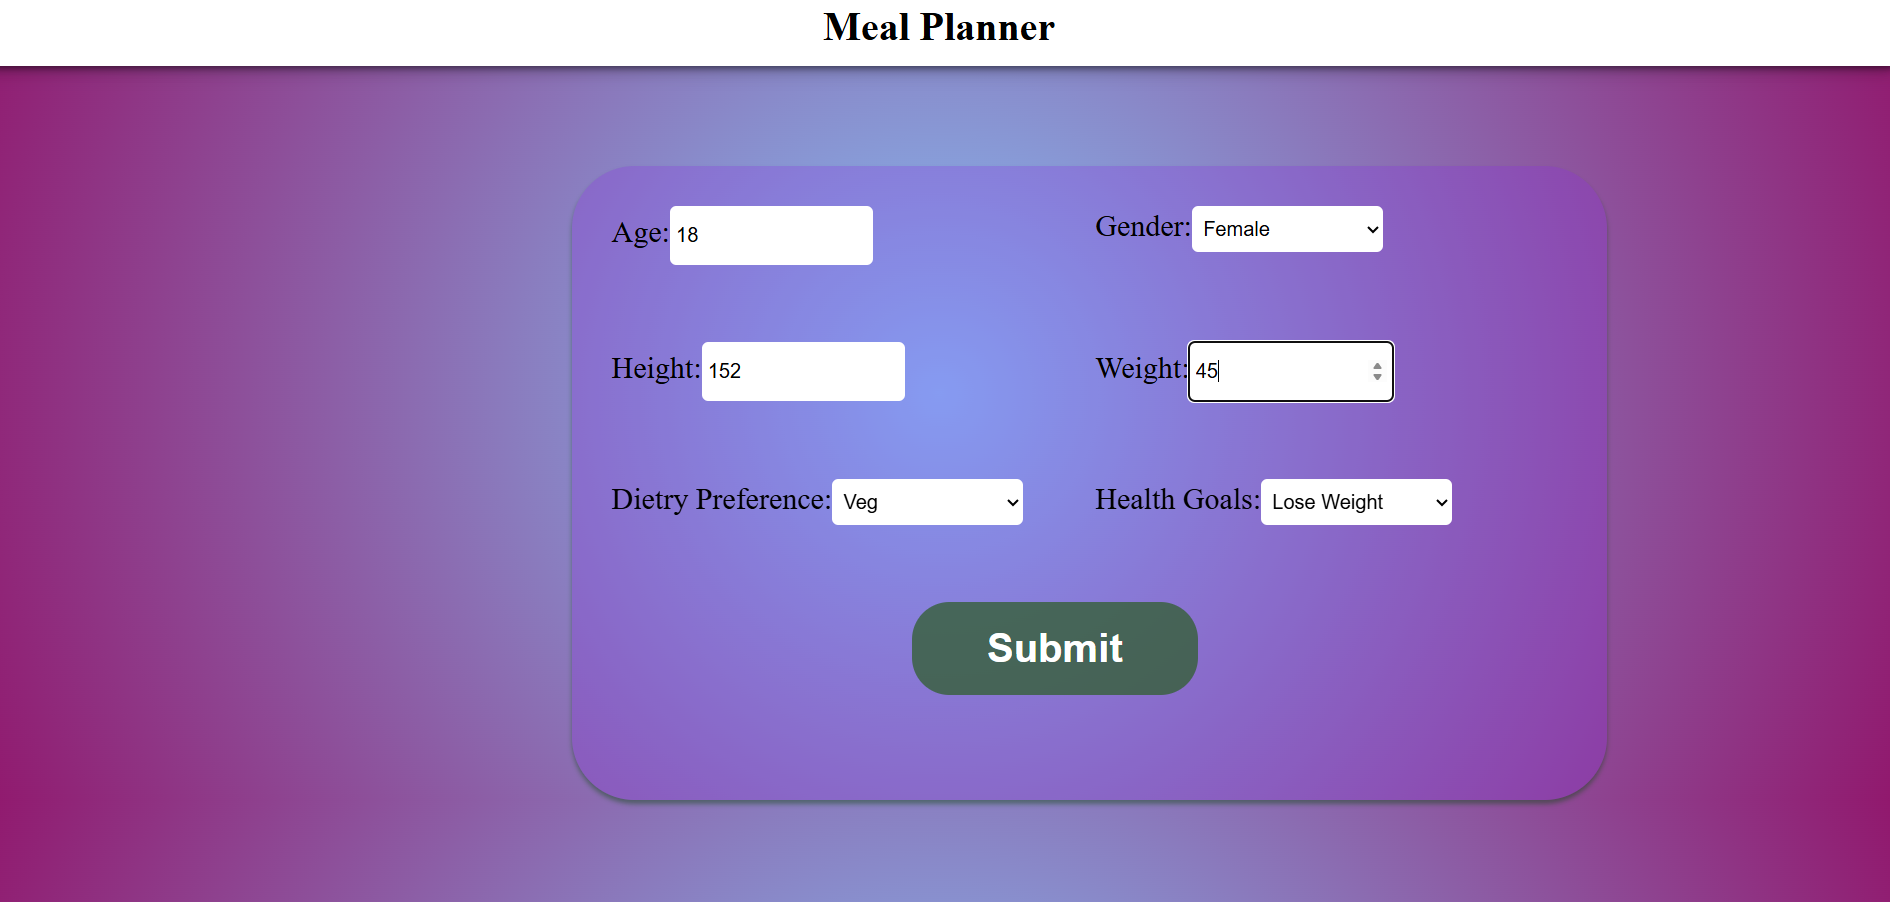 Meal Planner
Age: 18
Gender: Female
Height: 152
Weight: 45
Dietry Preference: Veg
Health Goals: Lose Weight
Submit